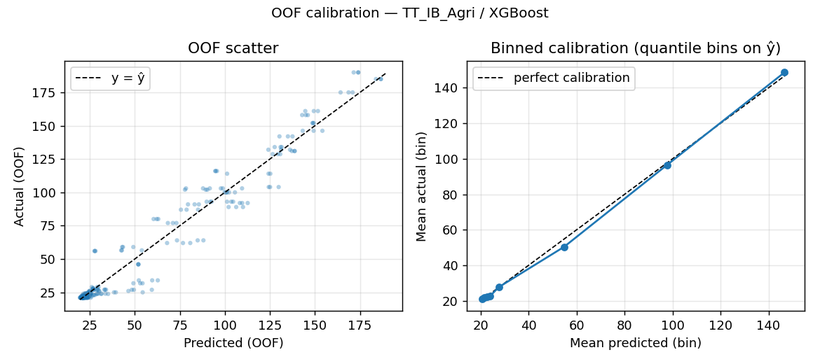 OOF calibration — TT_IB_Agri / XGBoost
OOF scatter
y = ŷ
175
150
125
100
75
50
25
Actual (OOF)
25 50 75 100 125 150 175
Predicted (OOF)
Binned calibration (quantile bins on ŷ)
perfect calibration
140
120
100
80
60
40
20
Mean actual (bin)
20 40 60 80 100 120 140
Mean predicted (bin)